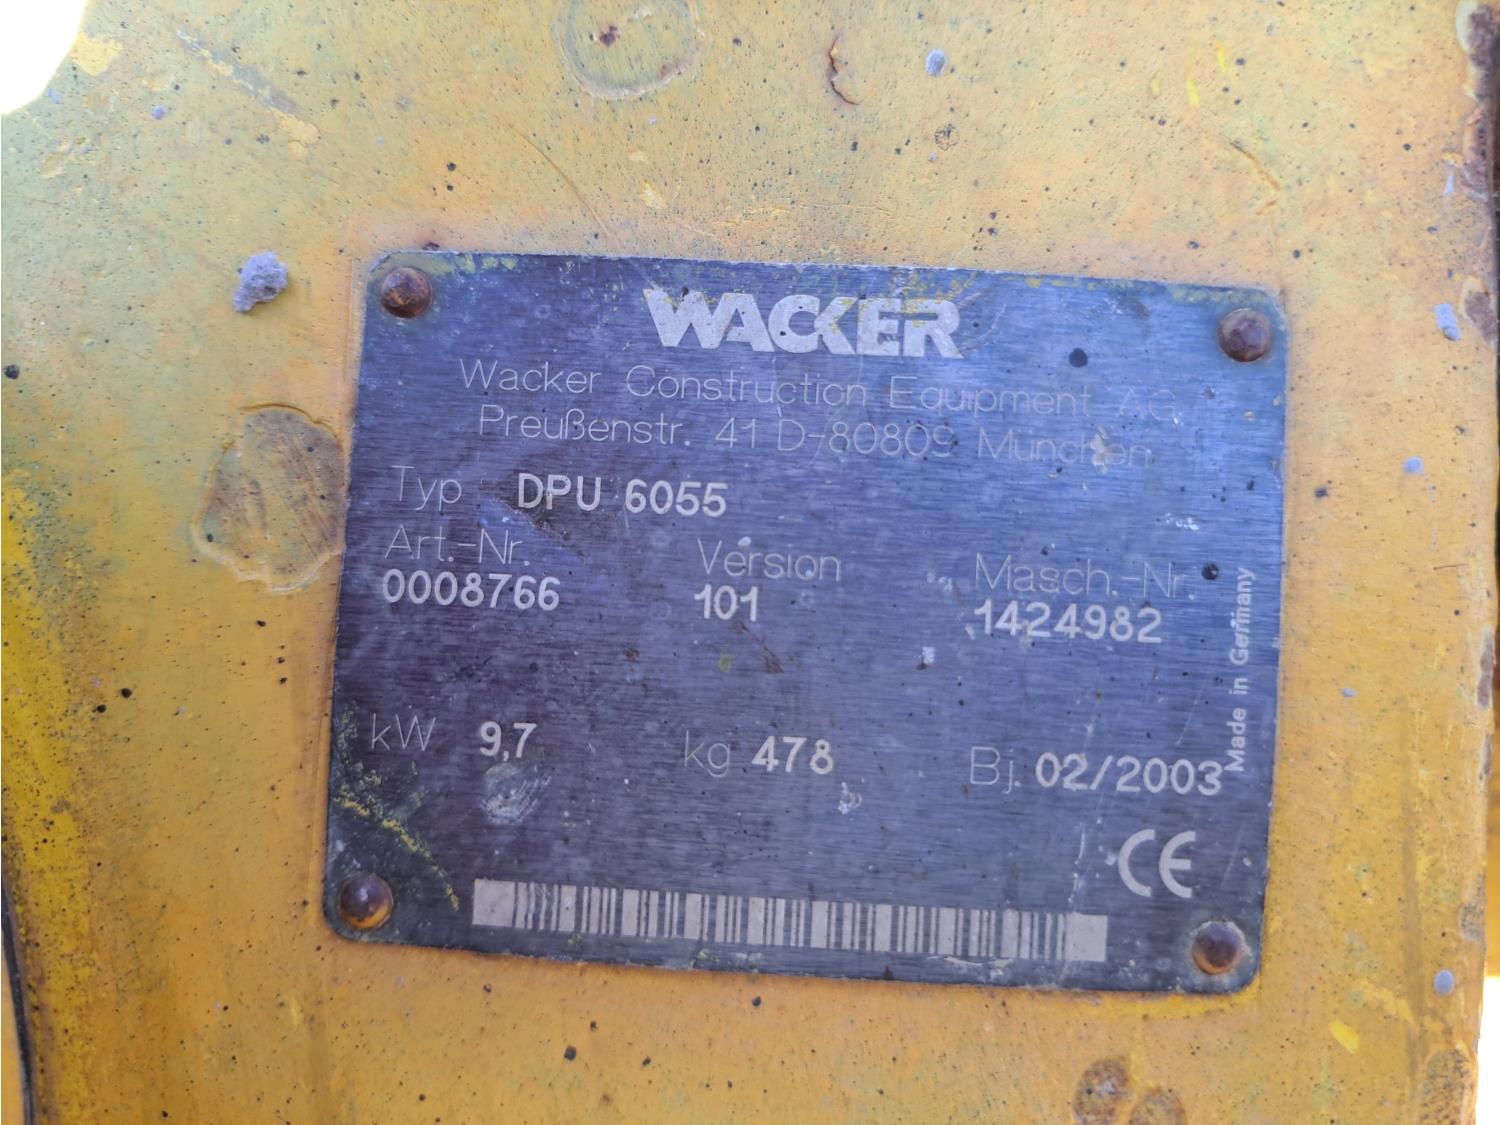 WACKER
Wacker Construction Equipment AG
Preußenstr. 41 D-80809 München
Typ DPU 6055
Art.-Nr. Version Masch.-Nr.
0008766 101 1424982
kW 9,7 kg 478 Bj. 02/2003
Made in Germany
CE